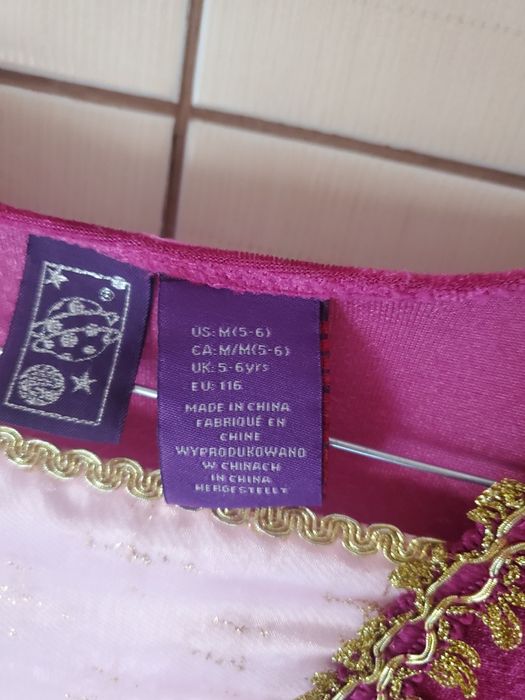 US: M(5-6)
CA: M/M(5-6)
UK: 5-6yrs
EU: 116
MADE IN CHINA
FABRIQUÉ EN
CHINE
WYPRODUKOWANO
W CHINACH
IN CHINA
HERGESTELLT